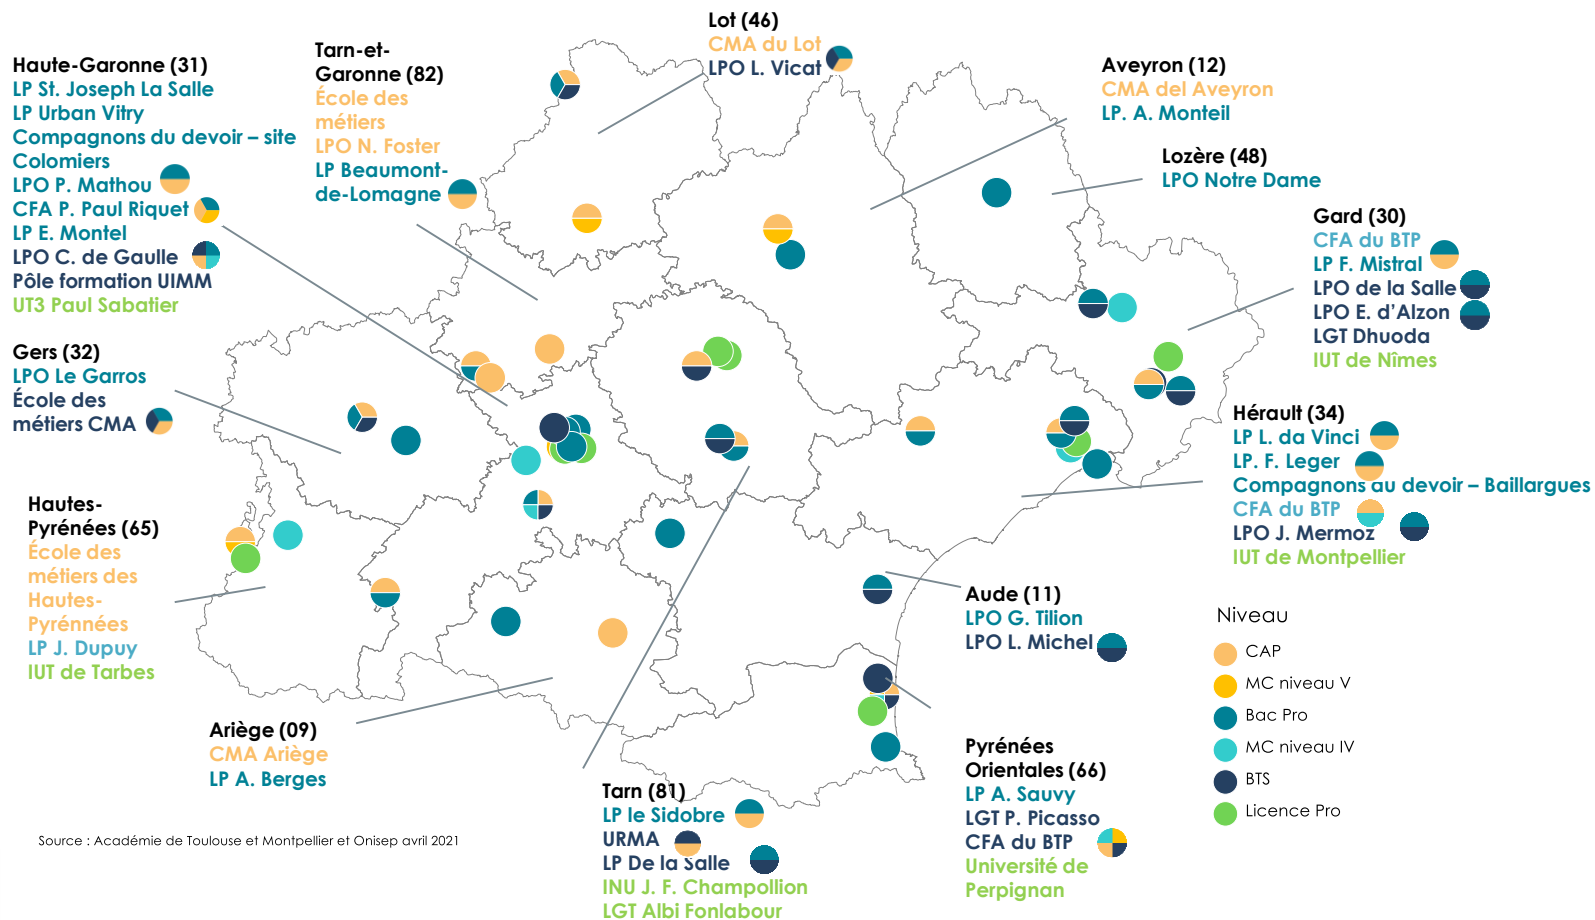 Haute-Garonne (31)
LP St. Joseph La Salle
LP Urban Vitry
Compagnons du devoir – site
Colomiers
LPO P. Mathou
CFA P. Paul Riquet
LP E. Montel
LPO C. de Gaulle
Pôle formation UIMM
UT3 Paul Sabatier
Tarn-et-
Garonne (82)
École des
métiers
LPO N. Foster
LP Beaumont-
de-Lomagne
Lot (46)
CMA du Lot
LPO L. Vicat
Aveyron (12)
CMA del Aveyron
LP. A. Monteil
Lozère (48)
LPO Notre Dame
Gard (30)
CFA du BTP
LP F. Mistral
LPO de la Salle
LPO E. d’Alzon
LGT Dhuoda
IUT de Nîmes
Gers (32)
LPO Le Garros
École des
métiers CMA
Hérault (34)
LP L. da Vinci
LP. F. Leger
Compagnons au devoir – Baillargues
CFA du BTP
LPO J. Mermoz
IUT de Montpellier
Hautes-
Pyrénées (65)
École des
métiers des
Hautes-
Pyrénnées
LP J. Dupuy
IUT de Tarbes
Aude (11)
LPO G. Tilion
LPO L. Michel
Ariège (09)
CMA Ariège
LP A. Berges
Tarn (81)
LP le Sidobre
URMA
LP De la Salle
INU J. F. Champollion
LGT Albi Fonlabour
Pyrénées
Orientales (66)
LP A. Sauvy
LGT P. Picasso
CFA du BTP
Université de
Perpignan
Niveau
CAP
MC niveau V
Bac Pro
MC niveau IV
BTS
Licence Pro
Source : Académie de Toulouse et Montpellier et Onisep avril 2021